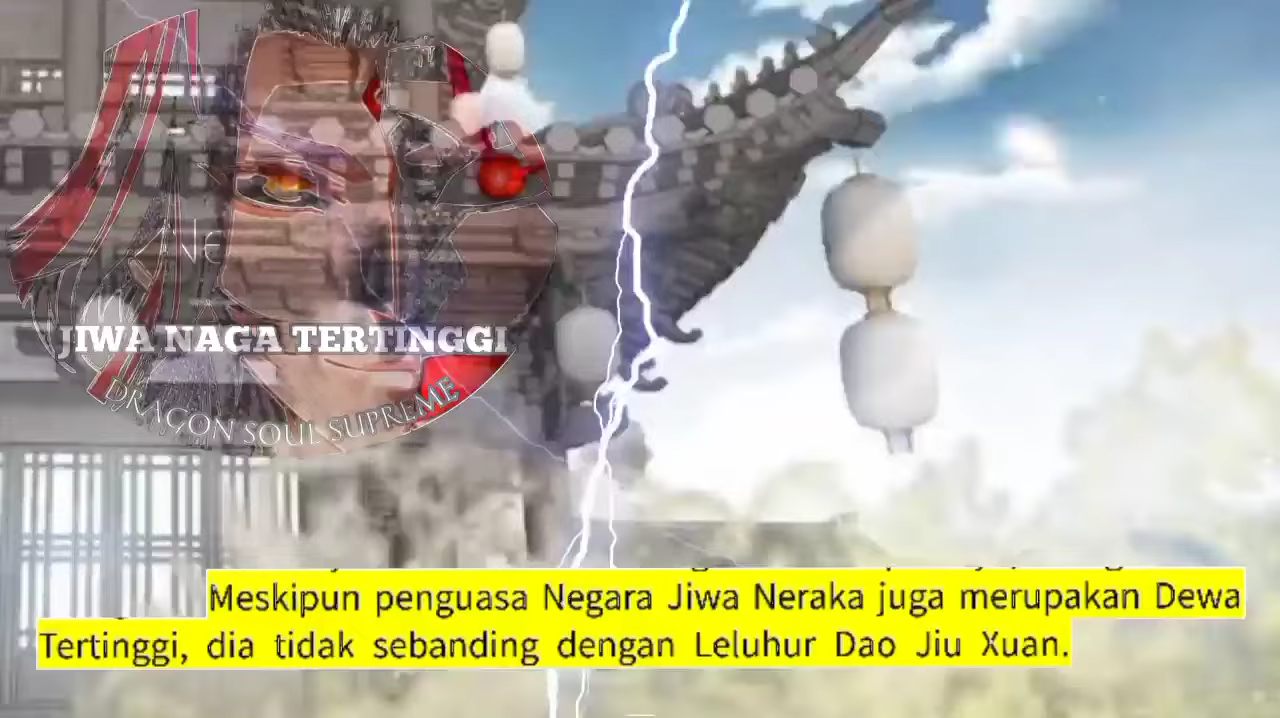 JIWA NAGA TERTINGGI
DRAGON SOUL SUPREME
Meskipun penguasa Negara Jiwa Neraka juga merupakan Dewa
Tertinggi, dia tidak sebanding dengan Leluhur Dao Jiu Xuan.